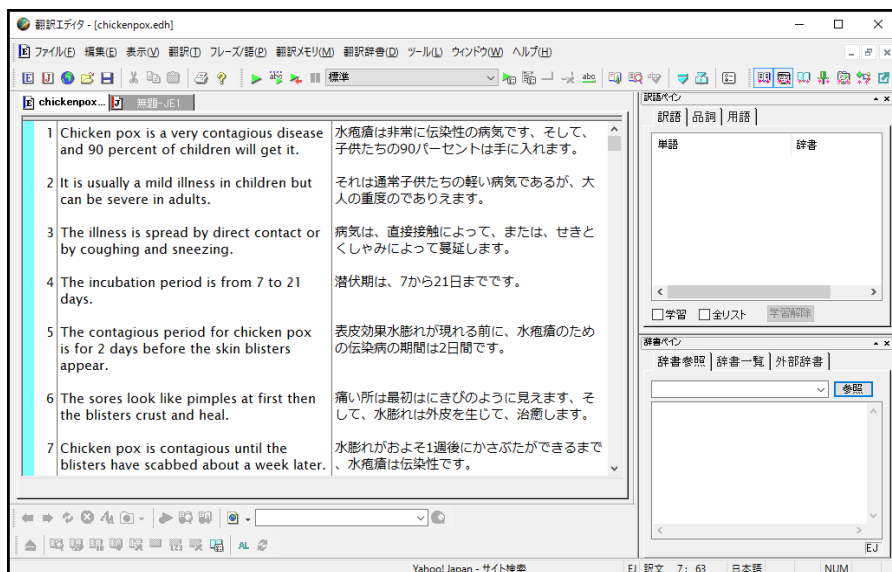 翻訳エディタ - [chickenpox.edh]
ファイル(F) 編集(E) 表示(V) 翻訳(T) フレーズ/語(P) 翻訳メモリ(M) 翻訳辞書(D) ツール(L) ウィンドウ(W) ヘルプ(H)
標準
chickenpox... 無題-JE1
1 Chicken pox is a very contagious disease
and 90 percent of children will get it.
水疱瘡は非常に伝染性の病気です、そして、
子供たちの90パーセントは手に入れます。
2 It is usually a mild illness in children but
can be severe in adults.
それは通常子供たちの軽い病気であるが、大
人の重度のでありえます。
3 The illness is spread by direct contact or
by coughing and sneezing.
病気は、直接接触によって、または、せきと
くしゃみによって蔓延します。
4 The incubation period is from 7 to 21
days.
潜伏期は、7から21日までです。
5 The contagious period for chicken pox
is for 2 days before the skin blisters
appear.
表皮効果水膨れが現れる前に、水疱瘡のため
の伝染病の期間は2日間です。
6 The sores look like pimples at first then
the blisters crust and heal.
痛い所は最初はにきびのように見えます、そ
して、水膨れは外皮を生じて、治癒します。
7 Chicken pox is contagious until the
blisters have scabbed about a week later.
水膨れがおよそ1週後にかさぶたができるまで
、水疱瘡は伝染性です。
訳語ペイン
訳語 品詞 用語
単語 辞書
学習 全リスト 学習解除
辞書ペイン
辞書参照 辞書一覧 外部辞書
参照
EJ
AL
Yahoo! Japan - サイト検索
EJ 訳文 7: 63 日本語 NUM